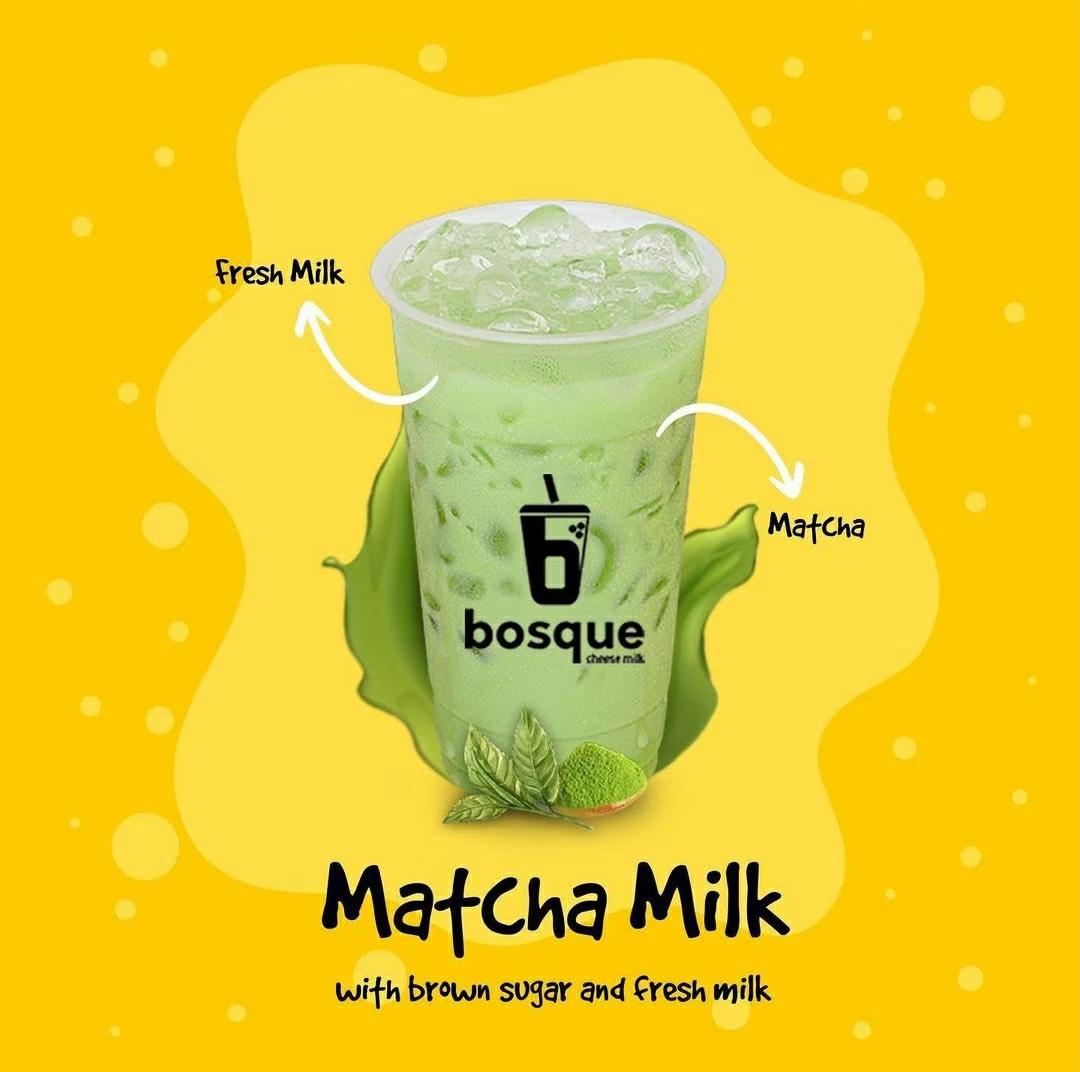 Fresh Milk
Matcha
bosque
cheese milk
Matcha Milk
with brown sugar and fresh milk